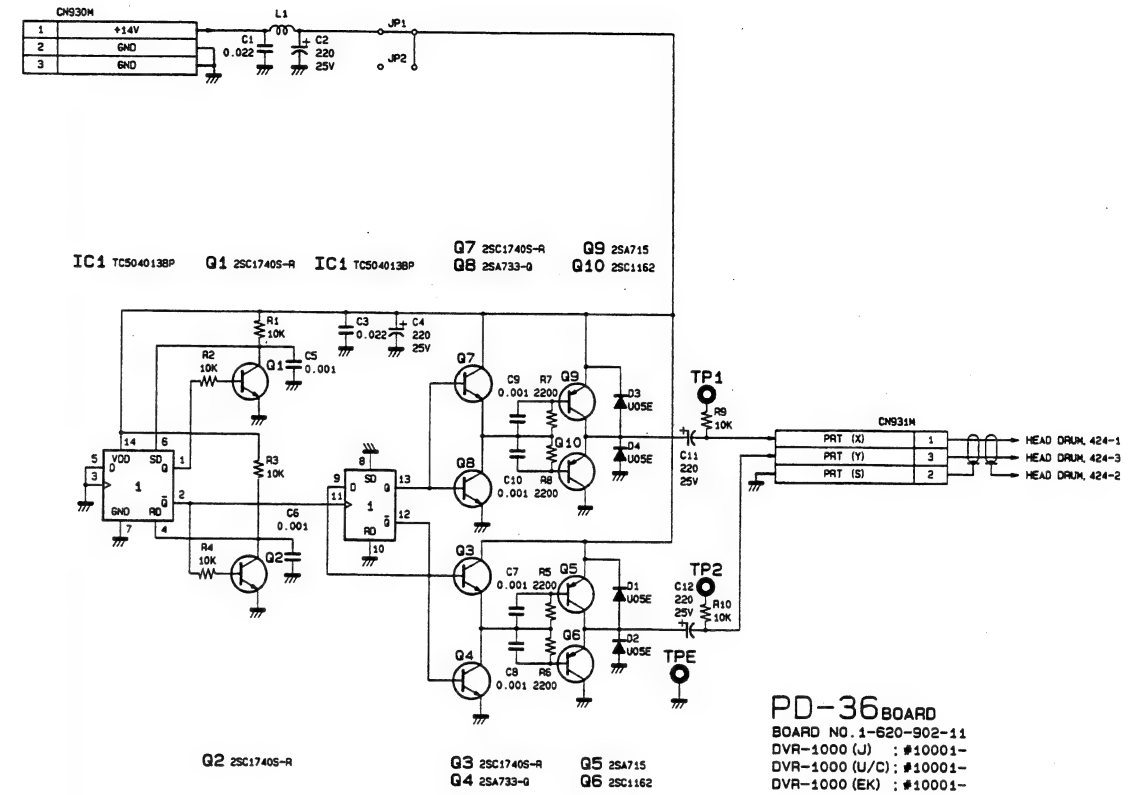 CN930M
1 +14V
2 GND
3 GND
L1
C1
0.022
C2
220
25V
JP1
JP2
IC1 TC504013BP
Q1 2SC1740S-R
IC1 TC504013BP
Q7 2SC1740S-R
Q8 2SA733-Q
Q9 2SA715
Q10 2SC1162
R1
10K
R2
10K
Q1
C5
0.001
C3
0.022
C4
220
25V
Q7
C9
0.001
R7
2200
Q9
D3
U05E
TP1
R9
10K
14
6
5
3
VDD
SD
D
Q
1
1
2
Q
GND
RD
7
4
R3
10K
R4
10K
C6
0.001
Q2
8
9
11
D
SD
Q
13
1
Q
12
RD
10
Q8
C10
0.001
R8
2200
Q10
D4
U05E
C11
220
25V
CN931M
PRT (X) 1 HEAD DRUM, 424-1
PRT (Y) 3 HEAD DRUM, 424-3
PRT (S) 2 HEAD DRUM, 424-2
Q3
C7
0.001
R5
2200
Q5
D1
U05E
C12
220
25V
TP2
R10
10K
Q4
C8
0.001
R6
2200
Q6
D2
U05E
TPE
Q2 2SC1740S-R
Q3 2SC1740S-R
Q4 2SA733-Q
Q5 2SA715
Q6 2SC1162
PD-36 BOARD
BOARD NO. 1-620-902-11
DVR-1000 (J) ; #10001-
DVR-1000 (U/C) ; #10001-
DVR-1000 (EK) ; #10001-